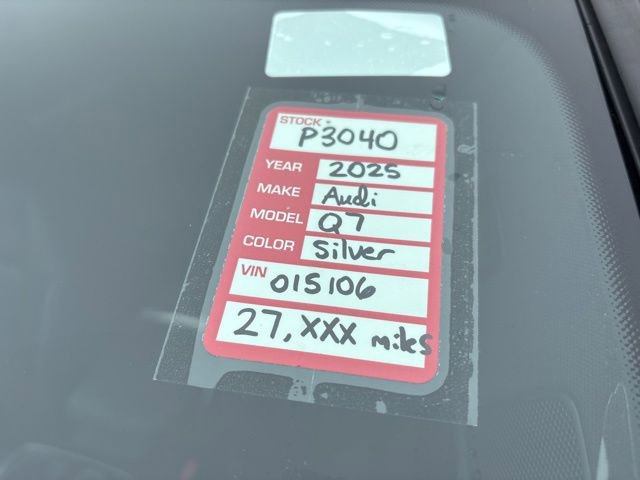 STOCK
P3040
YEAR 2025
MAKE Audi
MODEL Q7
COLOR Silver
VIN 015106
27,XXX miles